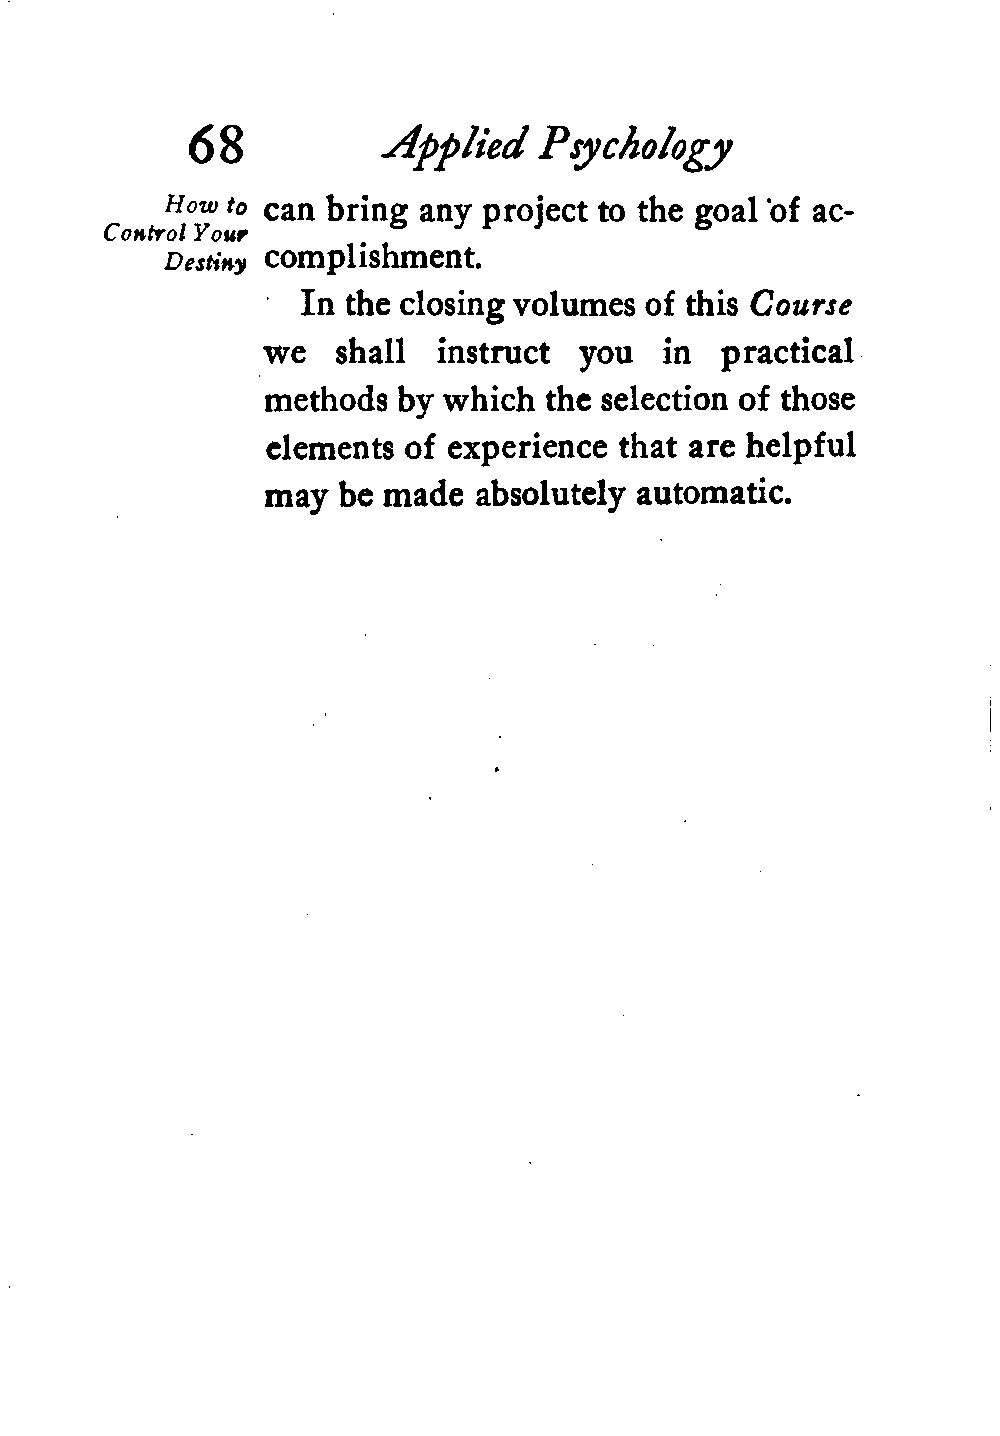 68 Applied Psychology
How to
Control Your
Destiny
can bring any project to the goal of ac-
complishment.
In the closing volumes of this Course
we shall instruct you in practical
methods by which the selection of those
elements of experience that are helpful
may be made absolutely automatic.